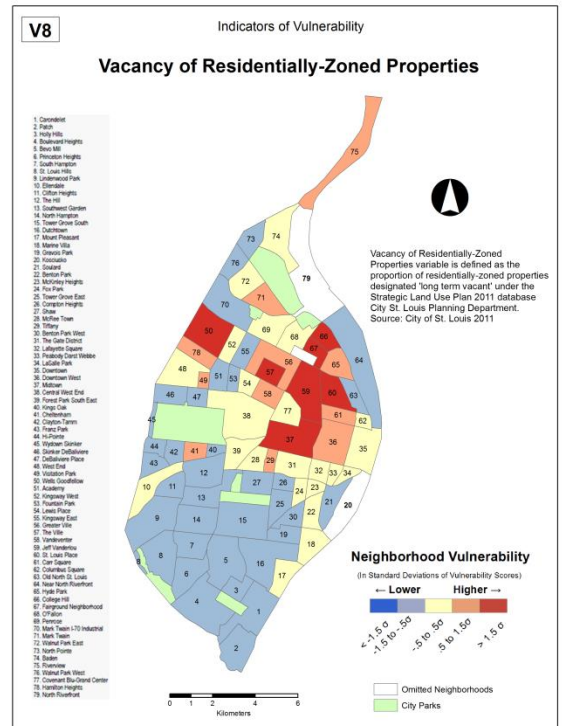 V8
Indicators of Vulnerability
Vacancy of Residentially-Zoned Properties
1. Carondelet
2. Patch
3. Holly Hills
4. Boulevard Heights
5. Bevo Mill
6. Princeton Heights
7. South Hampton
8. St. Louis Hills
9. Lindenwood Park
10. Ellendale
11. Clifton Heights
12. The Hill
13. Southwest Garden
14. North Hampton
15. Tower Grove South
16. Dutchtown
17. Mount Pleasant
18. Marine Villa
19. Gravois Park
20. Kosciusko
21. Soulard
22. Benton Park
23. McKinley Heights
24. Fox Park
25. Tower Grove East
26. Compton Heights
27. Shaw
28. McRee Town
29. Tiffany
30. Benton Park West
31. The Gate District
32. Lafayette Square
33. Peabody Darst Webbe
34. LaSalle Park
35. Downtown
36. Downtown West
37. Midtown
38. Central West End
39. Forest Park South East
40. Kings Oak
41. Cheltenham
42. Clayton-Tamm
43. Franz Park
44. Hi-Pointe
45. Wydown Skinker
46. Skinker DeBaliviere
47. DeBaliviere Place
48. West End
49. Visitation Park
50. Wells Goodfellow
51. Academy
52. Kingsway West
53. Fountain Park
54. Lewis Place
55. Kingsway East
56. Greater Ville
57. The Ville
58. Vandeventer
59. Jeff Vanderlou
60. St. Louis Place
61. Carr Square
62. Columbus Square
63. Old North St. Louis
64. Near North Riverfront
65. Hyde Park
66. College Hill
67. Fairground Neighborhood
68. O'Fallon
69. Penrose
70. Mark Twain I-70 Industrial
71. Mark Twain
72. Walnut Park East
73. North Pointe
74. Baden
75. Riverview
76. Walnut Park West
77. Covenant Blu-Grand Center
78. Hamilton Heights
79. North Riverfront
75
73
74
76
79
72
71
70
50
69
68
66
67
52
55
56
65
64
78
57
48
49
51
53
54
58
59
60
63
46
47
38
77
61
62
45
37
36
35
44
42
41
40
39
43
28
29
31
32
33
34
12
27
26
24
23
22
21
20
10
11
13
25
30
9
14
15
19
18
7
5
16
8
6
3
17
4
1
2
Vacancy of Residentially-Zoned
Properties variable is defined as the
proportion of residentially-zoned properties
designated 'long term vacant' under the
Strategic Land Use Plan 2011 database
City St. Louis Planning Department.
Source: City of St. Louis 2011
Neighborhood Vulnerability
(In Standard Deviations of Vulnerability Scores)
← Lower Higher →
< -1.5 σ
-1.5 to -.5σ
-.5 to .5σ
.5 to 1.5σ
> 1.5 σ
Omitted Neighborhoods
City Parks
0 1 2 4 6
Kilometers